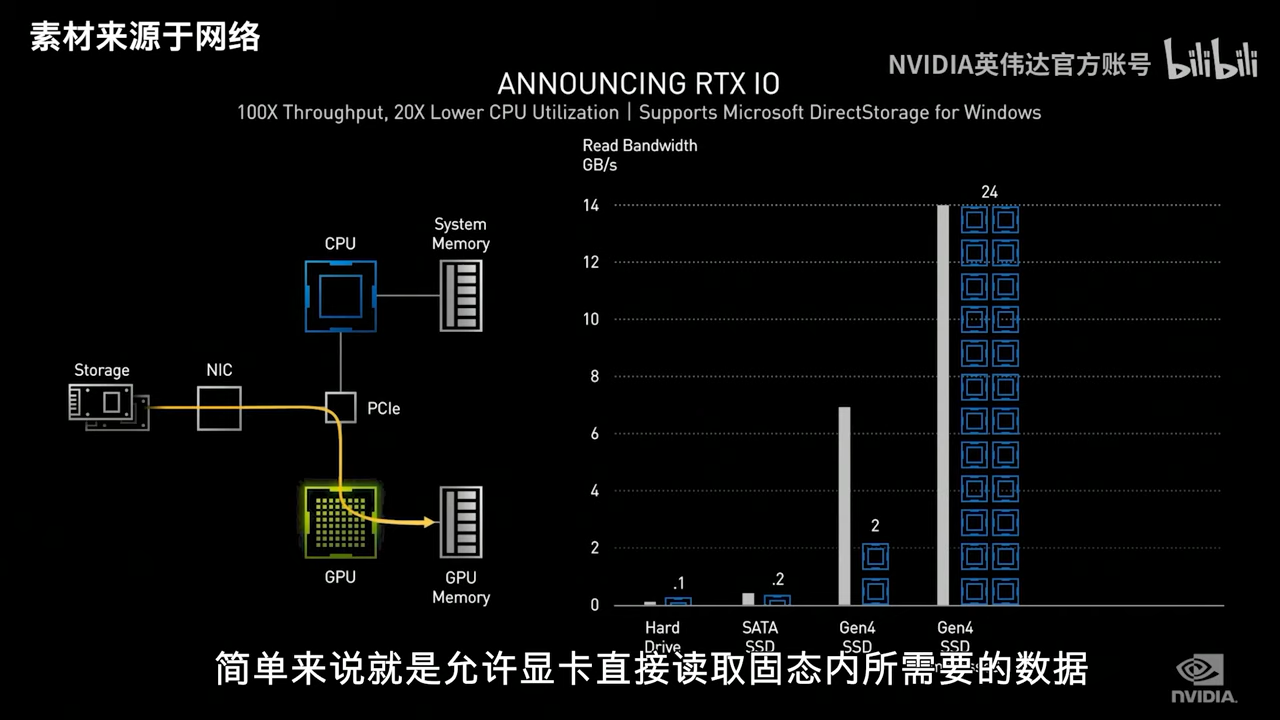 素材来源于网络
NVIDIA英伟达官方账号 bilibili
ANNOUNCING RTX IO
100X Throughput, 20X Lower CPU Utilization | Supports Microsoft DirectStorage for Windows
Read Bandwidth
GB/s
14
12
10
8
6
4
2
0
24
2
.2
.1
System
Memory
CPU
Storage
NIC
PCIe
GPU
GPU
Memory
Hard
Drive
SATA
SSD
Gen4
SSD
Gen4
SSD
简单来说就是允许显卡直接读取固态内所需要的数据
NVIDIA.